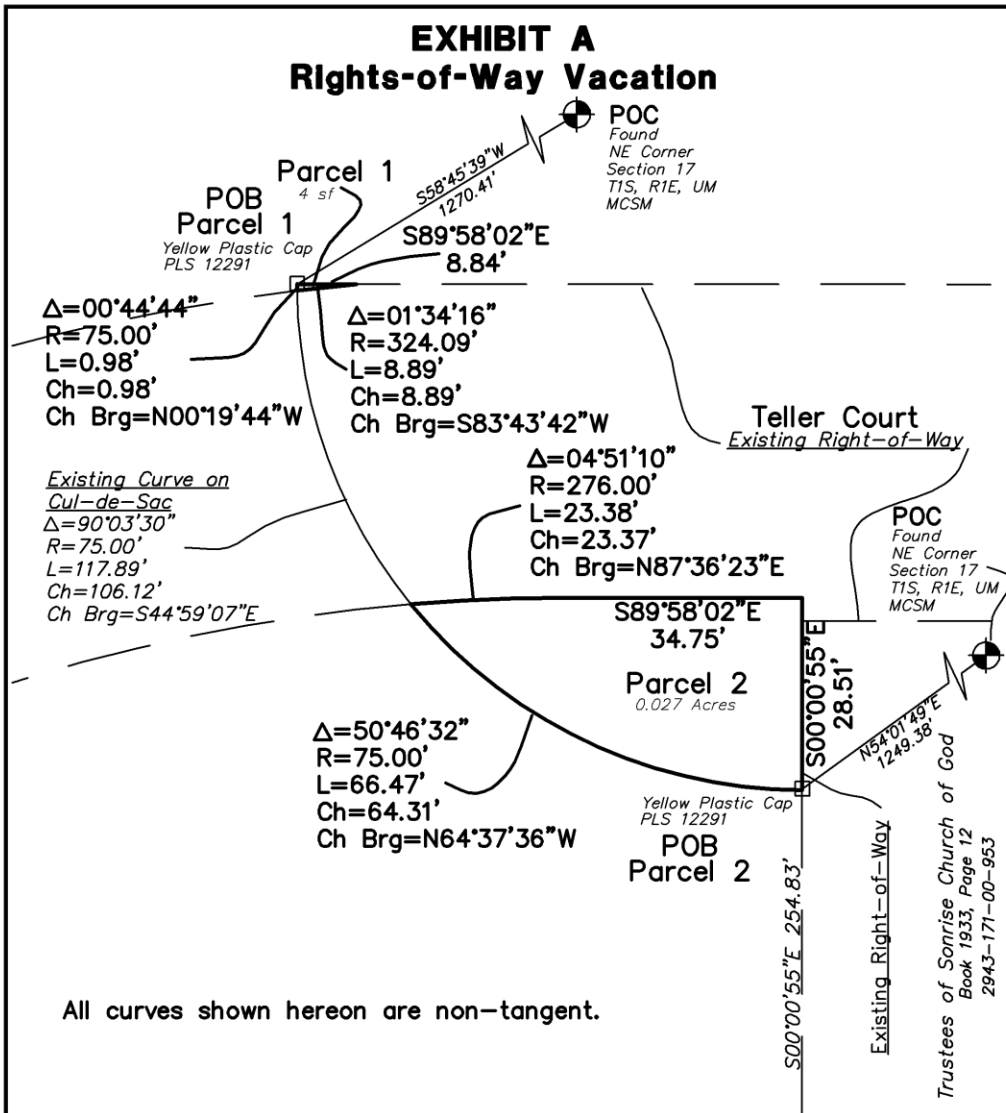 EXHIBIT A
Rights-of-Way Vacation
POC
Found
NE Corner
Section 17
T1S, R1E, UM
MCSM
S58°45'39"W
1270.41'
Parcel 1
4 sf
POB
Parcel 1
Yellow Plastic Cap
PLS 12291
S89°58'02"E
8.84'
Δ=00°44'44"
R=75.00'
L=0.98'
Ch=0.98'
Ch Brg=N00°19'44"W
Δ=01°34'16"
R=324.09'
L=8.89'
Ch=8.89'
Ch Brg=S83°43'42"W
Teller Court
Existing Right-of-Way
Existing Curve on
Cul-de-Sac
Δ=90°03'30"
R=75.00'
L=117.89'
Ch=106.12'
Ch Brg=S44°59'07"E
Δ=04°51'10"
R=276.00'
L=23.38'
Ch=23.37'
Ch Brg=N87°36'23"E
POC
Found
NE Corner
Section 17
T1S, R1E, UM
MCSM
S89°58'02"E
34.75'
Parcel 2
0.027 Acres
S00°00'55"E
28.51'
N54°01'49"E
1249.38'
Δ=50°46'32"
R=75.00'
L=66.47'
Ch=64.31'
Ch Brg=N64°37'36"W
Yellow Plastic Cap
PLS 12291
POB
Parcel 2
S00°00'55"E 254.83'
Existing Right-of-Way
Trustees of Sonrise Church of God
Book 1933, Page 12
2943-171-00-953
All curves shown hereon are non-tangent.